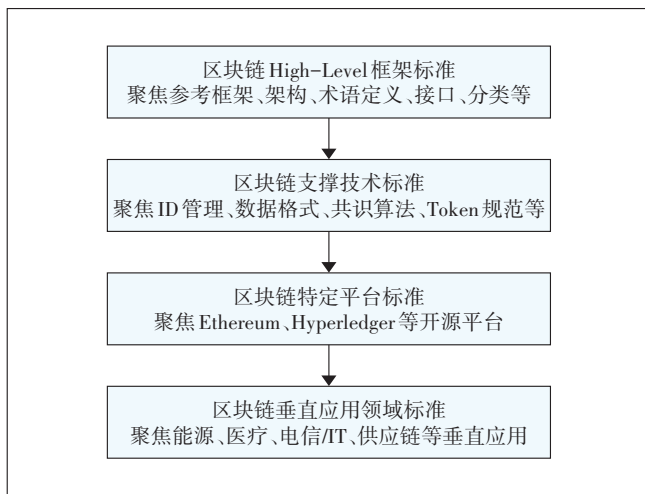 区块链High-Level框架标准
聚焦参考框架、架构、术语定义、接口、分类等
区块链支撑技术标准
聚焦ID管理、数据格式、共识算法、Token规范等
区块链特定平台标准
聚焦Ethereum、Hyperledger等开源平台
区块链垂直应用领域标准
聚焦能源、医疗、电信/IT、供应链等垂直应用